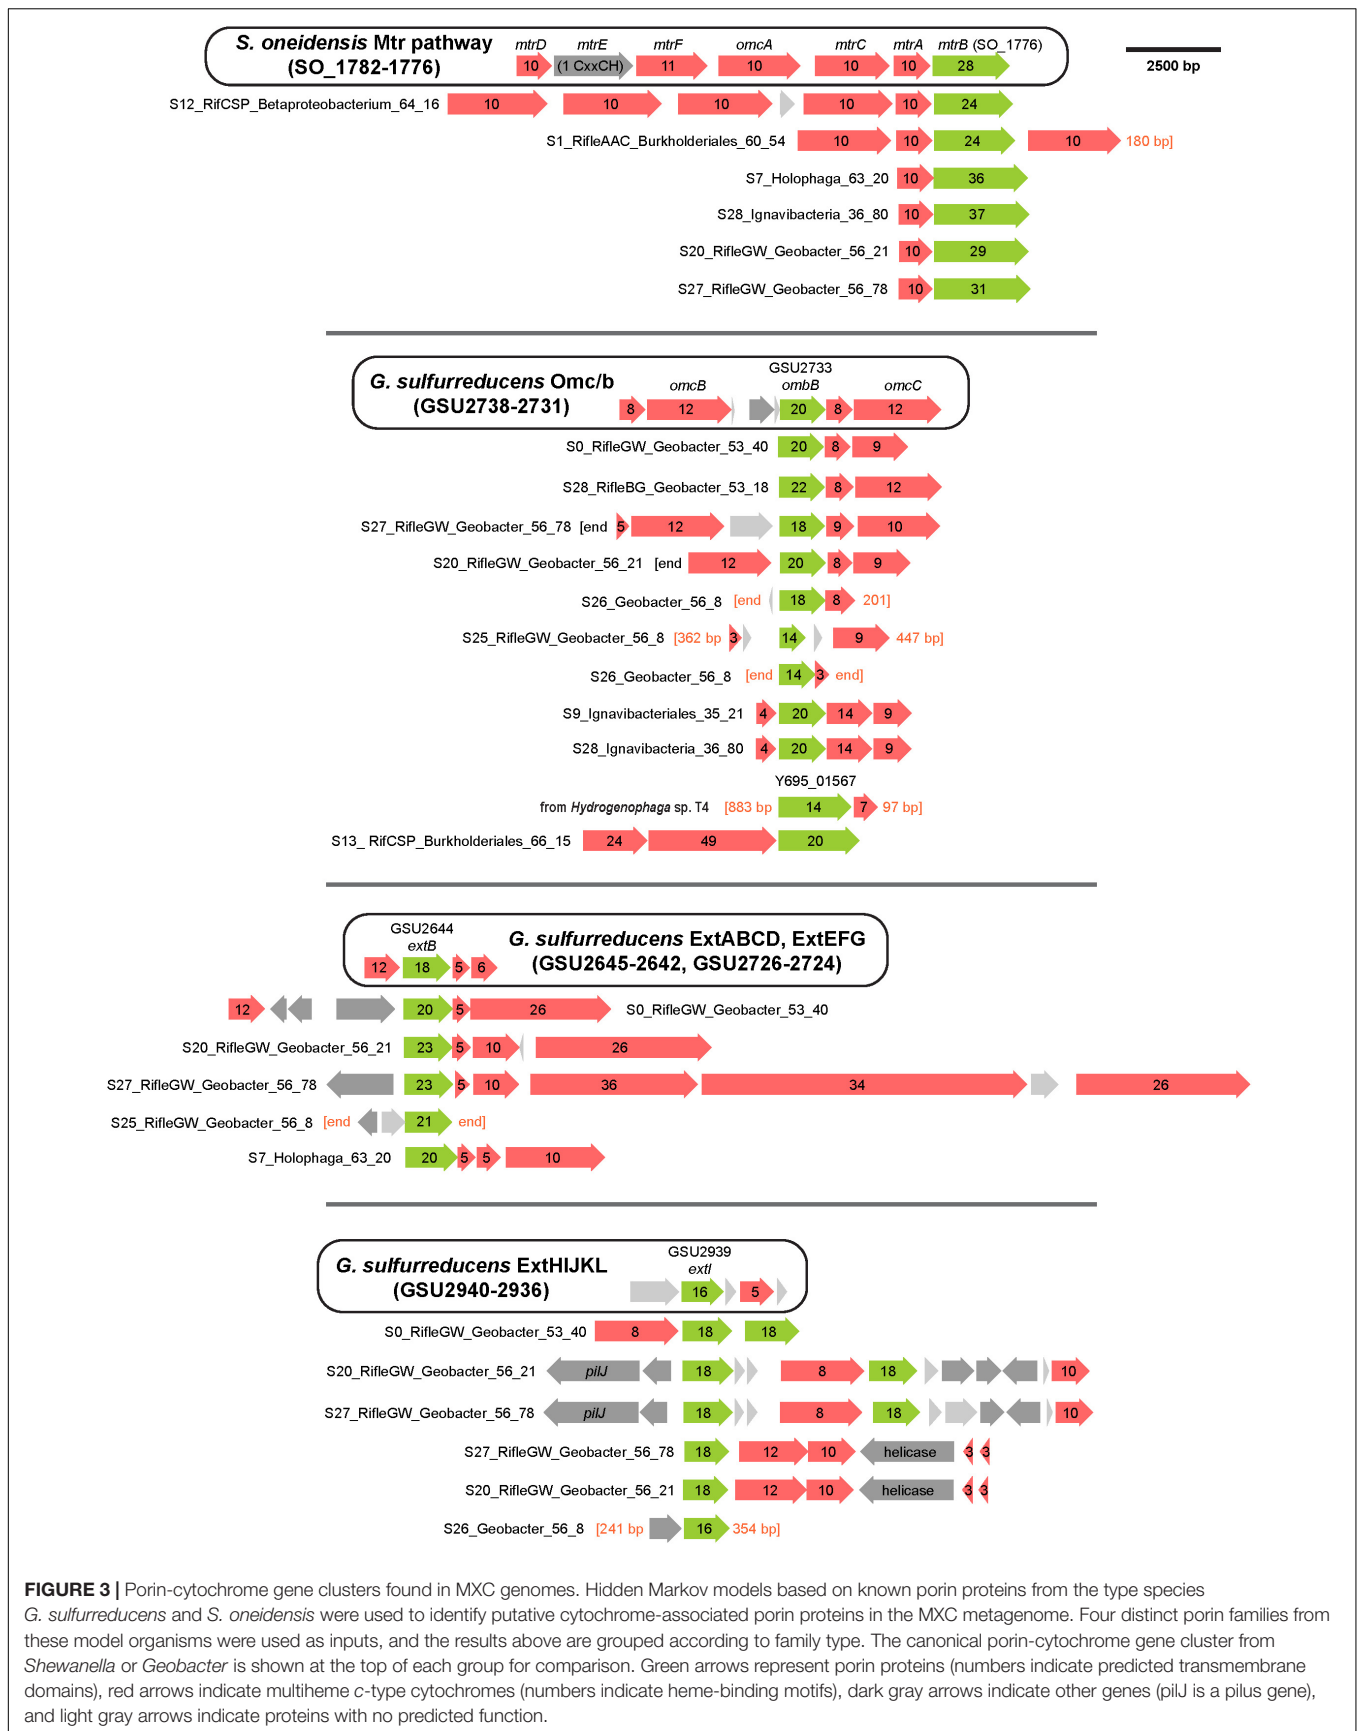 S. oneidensis Mtr pathway
(SO_1782-1776)
mtrD mtrE mtrF omcA mtrC mtrA mtrB (SO_1776)
10 (1 CxxCH) 11 10 10 10 28
2500 bp
S12_RifCSP_Betaproteobacterium_64_16 10 10 10 10 10 24
S1_RifleAAC_Burkholderiales_60_54 10 10 24 10 180 bp]
S7_Holophaga_63_20 10 36
S28_Ignavibacteria_36_80 10 37
S20_RifleGW_Geobacter_56_21 10 29
S27_RifleGW_Geobacter_56_78 10 31
G. sulfurreducens Omc/b
(GSU2738-2731)
GSU2733
omcB ombB omcC
8 12 20 8 12
S0_RifleGW_Geobacter_53_40 20 8 9
S28_RifleBG_Geobacter_53_18 22 8 12
S27_RifleGW_Geobacter_56_78 [end 5 12 18 9 10
S20_RifleGW_Geobacter_56_21 [end 12 20 8 9
S26_Geobacter_56_8 [end 18 8 201]
S25_RifleGW_Geobacter_56_8 [362 bp 3 14 9 447 bp]
S26_Geobacter_56_8 [end 14 3 end]
S9_Ignavibacteriales_35_21 4 20 14 9
S28_Ignavibacteria_36_80 4 20 14 9
Y695_01567
from Hydrogenophaga sp. T4 [883 bp 14 7 97 bp]
S13_ RifCSP_Burkholderiales_66_15 24 49 20
GSU2644
extB
12 18 5 6
G. sulfurreducens ExtABCD, ExtEFG
(GSU2645-2642, GSU2726-2724)
12 20 5 26 S0_RifleGW_Geobacter_53_40
S20_RifleGW_Geobacter_56_21 23 5 10 26
S27_RifleGW_Geobacter_56_78 23 5 10 36 34 26
S25_RifleGW_Geobacter_56_8 [end 21 end]
S7_Holophaga_63_20 20 5 5 10
G. sulfurreducens ExtHIJKL
(GSU2940-2936)
GSU2939
extI
16 5
S0_RifleGW_Geobacter_53_40 8 18 18
S20_RifleGW_Geobacter_56_21 pilJ 18 8 18 10
S27_RifleGW_Geobacter_56_78 pilJ 18 8 18 10
S27_RifleGW_Geobacter_56_78 18 12 10 helicase 3 3
S20_RifleGW_Geobacter_56_21 18 12 10 helicase 3 3
S26_Geobacter_56_8 [241 bp 16 354 bp]
FIGURE 3 | Porin-cytochrome gene clusters found in MXC genomes. Hidden Markov models based on known porin proteins from the type species
G. sulfurreducens and S. oneidensis were used to identify putative cytochrome-associated porin proteins in the MXC metagenome. Four distinct porin families from
these model organisms were used as inputs, and the results above are grouped according to family type. The canonical porin-cytochrome gene cluster from
Shewanella or Geobacter is shown at the top of each group for comparison. Green arrows represent porin proteins (numbers indicate predicted transmembrane
domains), red arrows indicate multiheme c-type cytochromes (numbers indicate heme-binding motifs), dark gray arrows indicate other genes (pilJ is a pilus gene),
and light gray arrows indicate proteins with no predicted function.